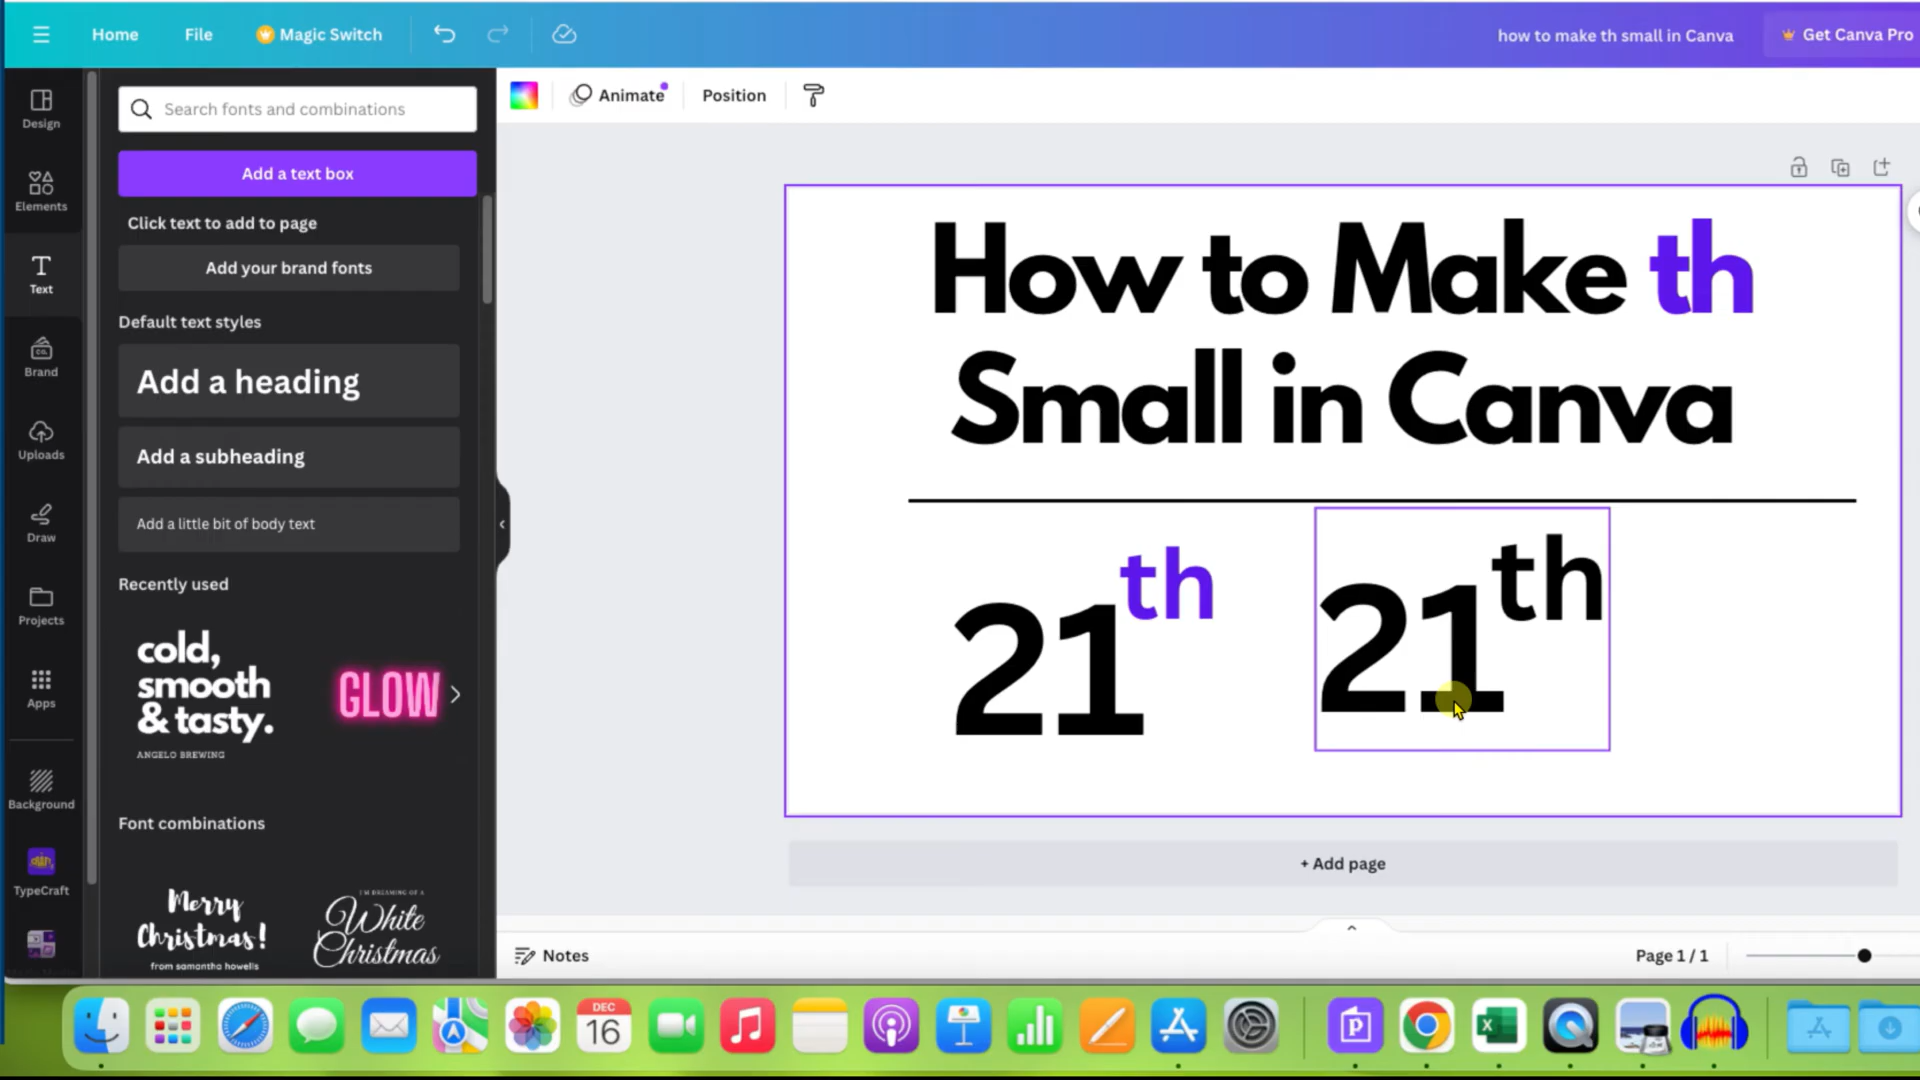 Home File Magic Switch how to make th small in Canva Get Canva Pro
Design
Elements
Text
Brand
Uploads
Draw
Projects
Apps
Background
TypeCraft
Search fonts and combinations
Add a text box
Click text to add to page
Add your brand fonts
Default text styles
Add a heading
Add a subheading
Add a little bit of body text
Recently used
cold,
smooth
& tasty.
ANGELO BREWING
GLOW
Font combinations
Merry
Christmas!
from samantha howells
I'M DREAMING OF A
White
Christmas
Animate Position
How to Make th
Small in Canva
21th 21th
+ Add page
Notes Page 1 / 1
DEC
16